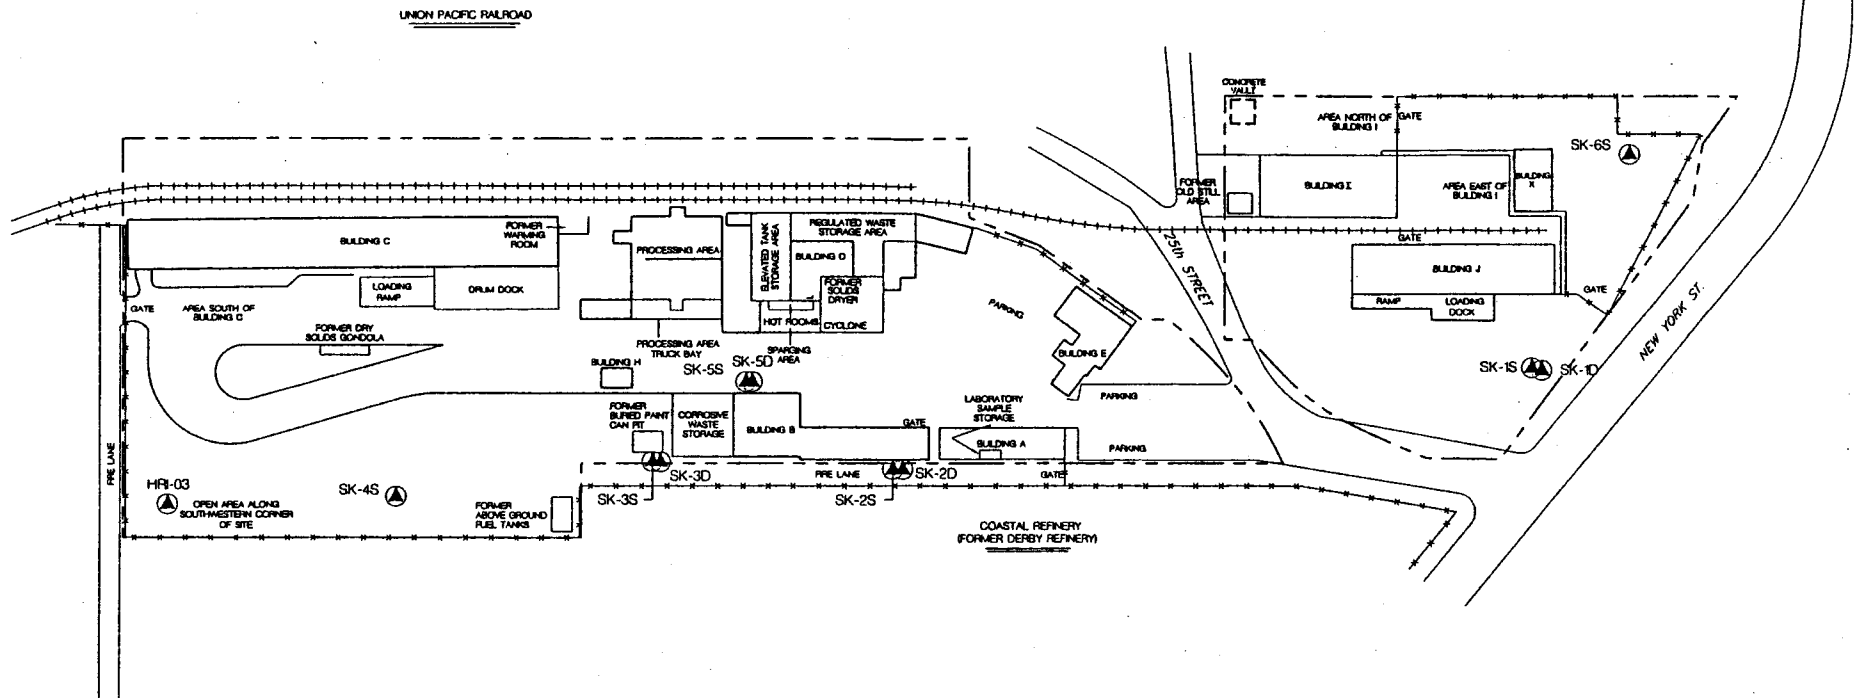 UNION PACIFIC RAILROAD
CONCRETE
VAULT
AREA NORTH OF
BUILDING I
GATE
SK-6S
FORMER
OLD STILL
AREA
BUILDING I
AREA EAST OF
BUILDING I
BUILDING
X
25th STREET
GATE
BUILDING J
GATE
RAMP
LOADING
DOCK
NEW YORK ST.
SK-1S
SK-1D
BUILDING C
FORMER
WARMING
ROOM
PROCESSING AREA
ELEVATED TANK
STORAGE AREA
REGULATED WASTE
STORAGE AREA
BUILDING D
FORMER
SOLIDS
DRYER
LOADING
RAMP
DRUM DOCK
GATE
AREA SOUTH OF
BUILDING C
HOT ROOMS
CYCLONE
PARKING
FORMER DRY
SOLIDS GONDOLA
PROCESSING AREA
TRUCK BAY
SPARGING
AREA
BUILDING H
SK-5S
SK-5D
BUILDING E
PARKING
FORMER
BURIED PAINT
CAN PIT
CORROSIVE
WASTE
STORAGE
BUILDING B
GATE
LABORATORY
SAMPLE
STORAGE
BUILDING A
PARKING
FIRE LANE
SK-3D
SK-3S
FIRE LANE
SK-2D
SK-2S
GATE
HRI-03
OPEN AREA ALONG
SOUTHWESTERN CORNER
OF SITE
SK-4S
FORMER
ABOVE GROUND
FUEL TANKS
COASTAL REFINERY
(FORMER DERBY REFINERY)